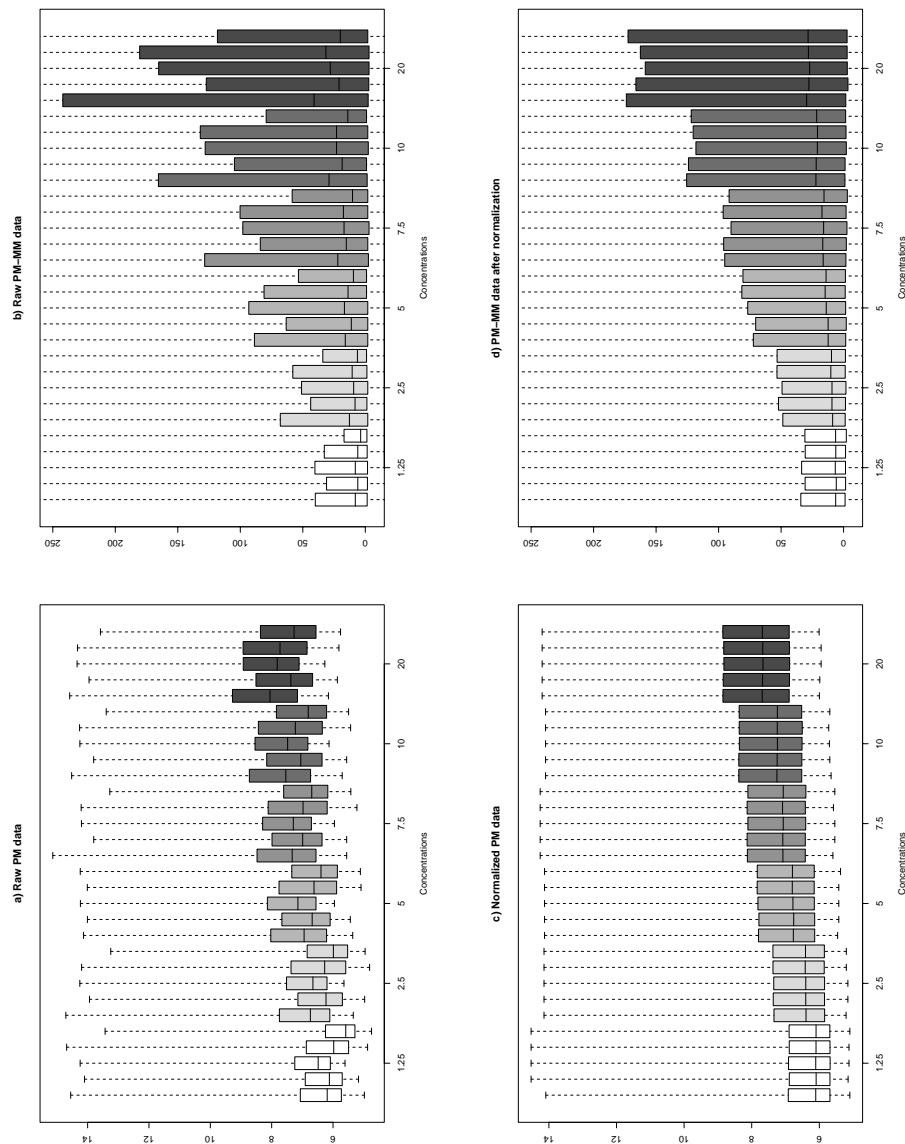 a) Raw PM data
14
12
10
8
6
1.25 2.5 5 7.5 10 20
Concentrations
b) Raw PM−MM data
250
200
150
100
50
0
1.25 2.5 5 7.5 10 20
Concentrations
c) Normalized PM data
14
12
10
8
6
1.25 2.5 5 7.5 10 20
Concentrations
d) PM−MM data after normalization
250
200
150
100
50
0
1.25 2.5 5 7.5 10 20
Concentrations